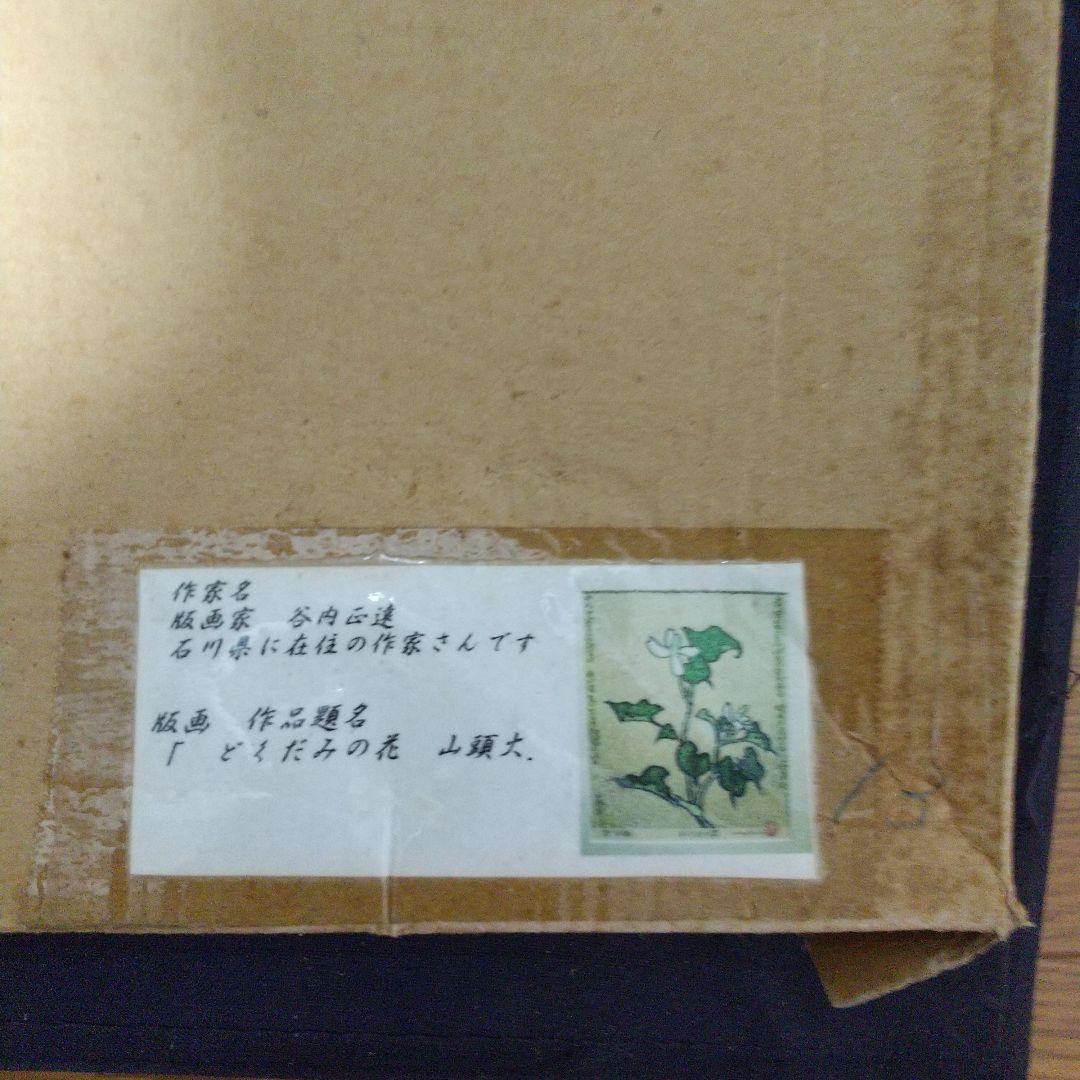 作家名
版画家 谷内正遠
石川県に在住の作家さんです
版画 作品題名
「 どくだみの花 山頭火.
13